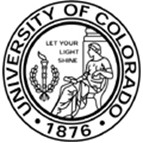 UNIVERSITY OF COLORADO
LET YOUR
LIGHT
SHINE
· 1876 ·